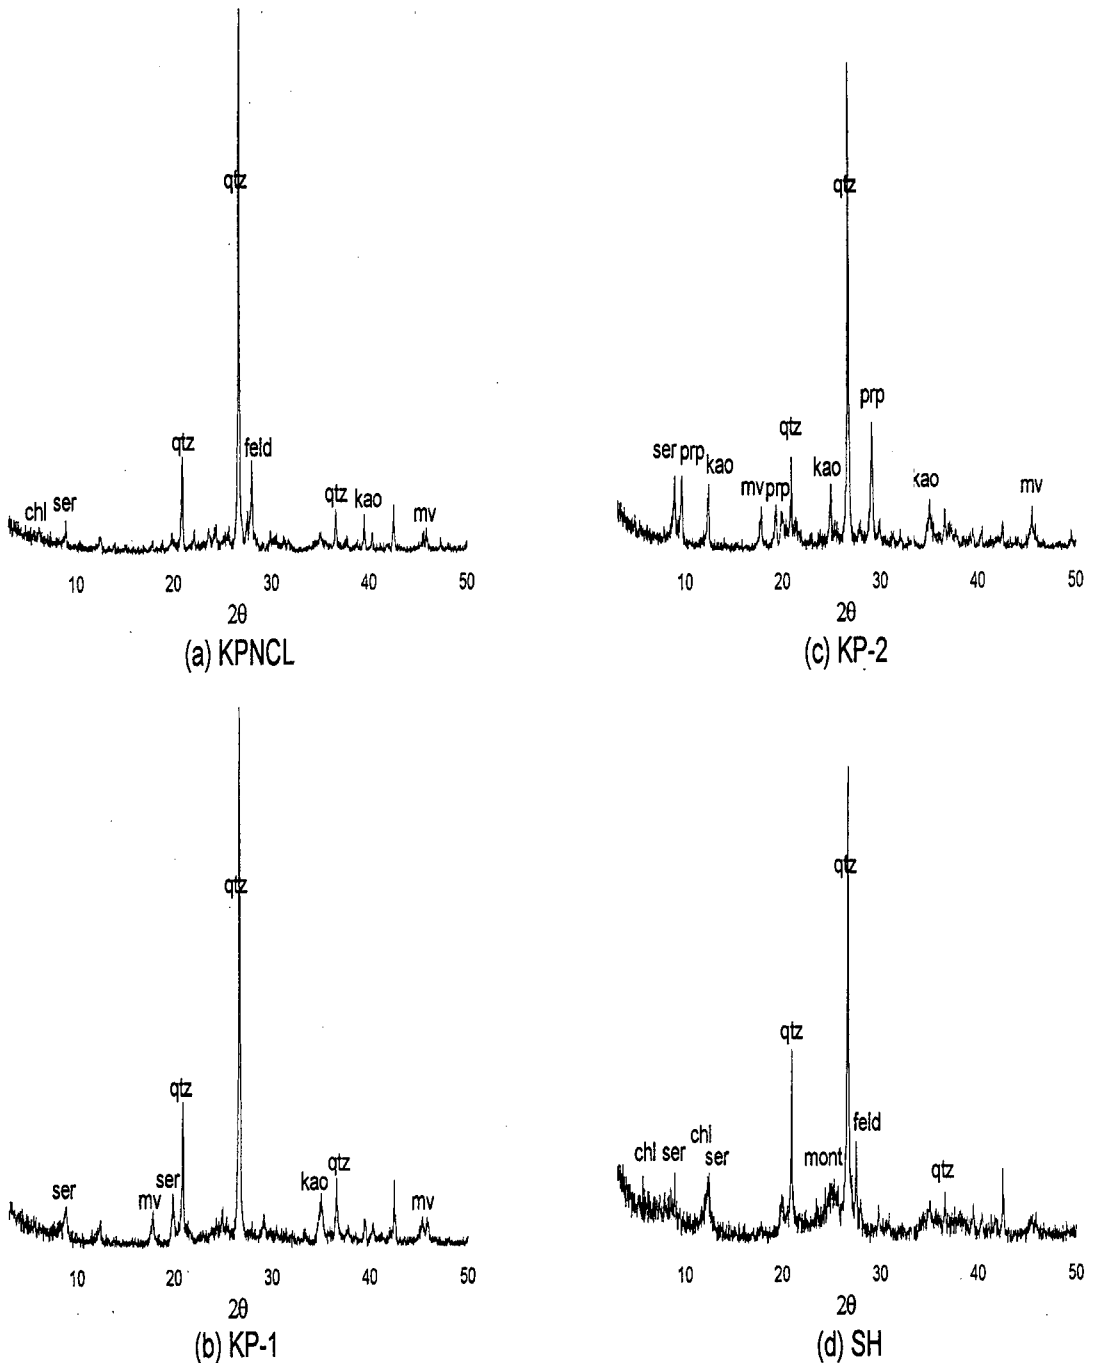 qtz
qtz
feld
chl
ser
qtz
kao
mv
10 20 30 40 50
2θ
(a) KPNCL
qtz
prp
qtz
ser
prp
kao
kao
mv
prp
kao
mv
10 20 30 40 50
2θ
(c) KP-2
qtz
qtz
ser
mv
ser
kao
qtz
mv
10 20 30 40 50
2θ
(b) KP-1
qtz
qtz
feld
chl
ser
chl
ser
mont
qtz
10 20 30 40 50
2θ
(d) SH